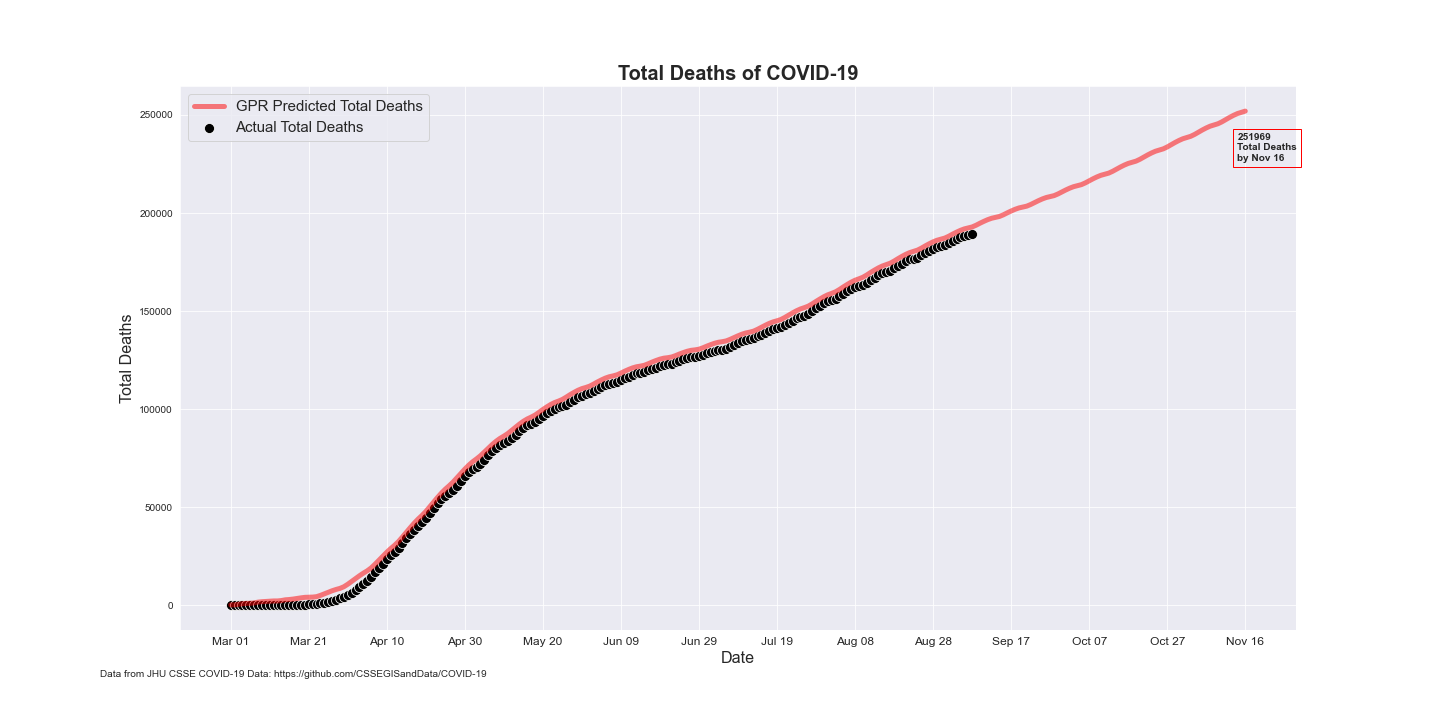 Total Deaths of COVID-19
GPR Predicted Total Deaths
Actual Total Deaths
250000
200000
150000
100000
50000
0
Total Deaths
251969
Total Deaths
by Nov 16
Mar 01 Mar 21 Apr 10 Apr 30 May 20 Jun 09 Jun 29 Jul 19 Aug 08 Aug 28 Sep 17 Oct 07 Oct 27 Nov 16
Date
Data from JHU CSSE COVID-19 Data: https://github.com/CSSEGISandData/COVID-19